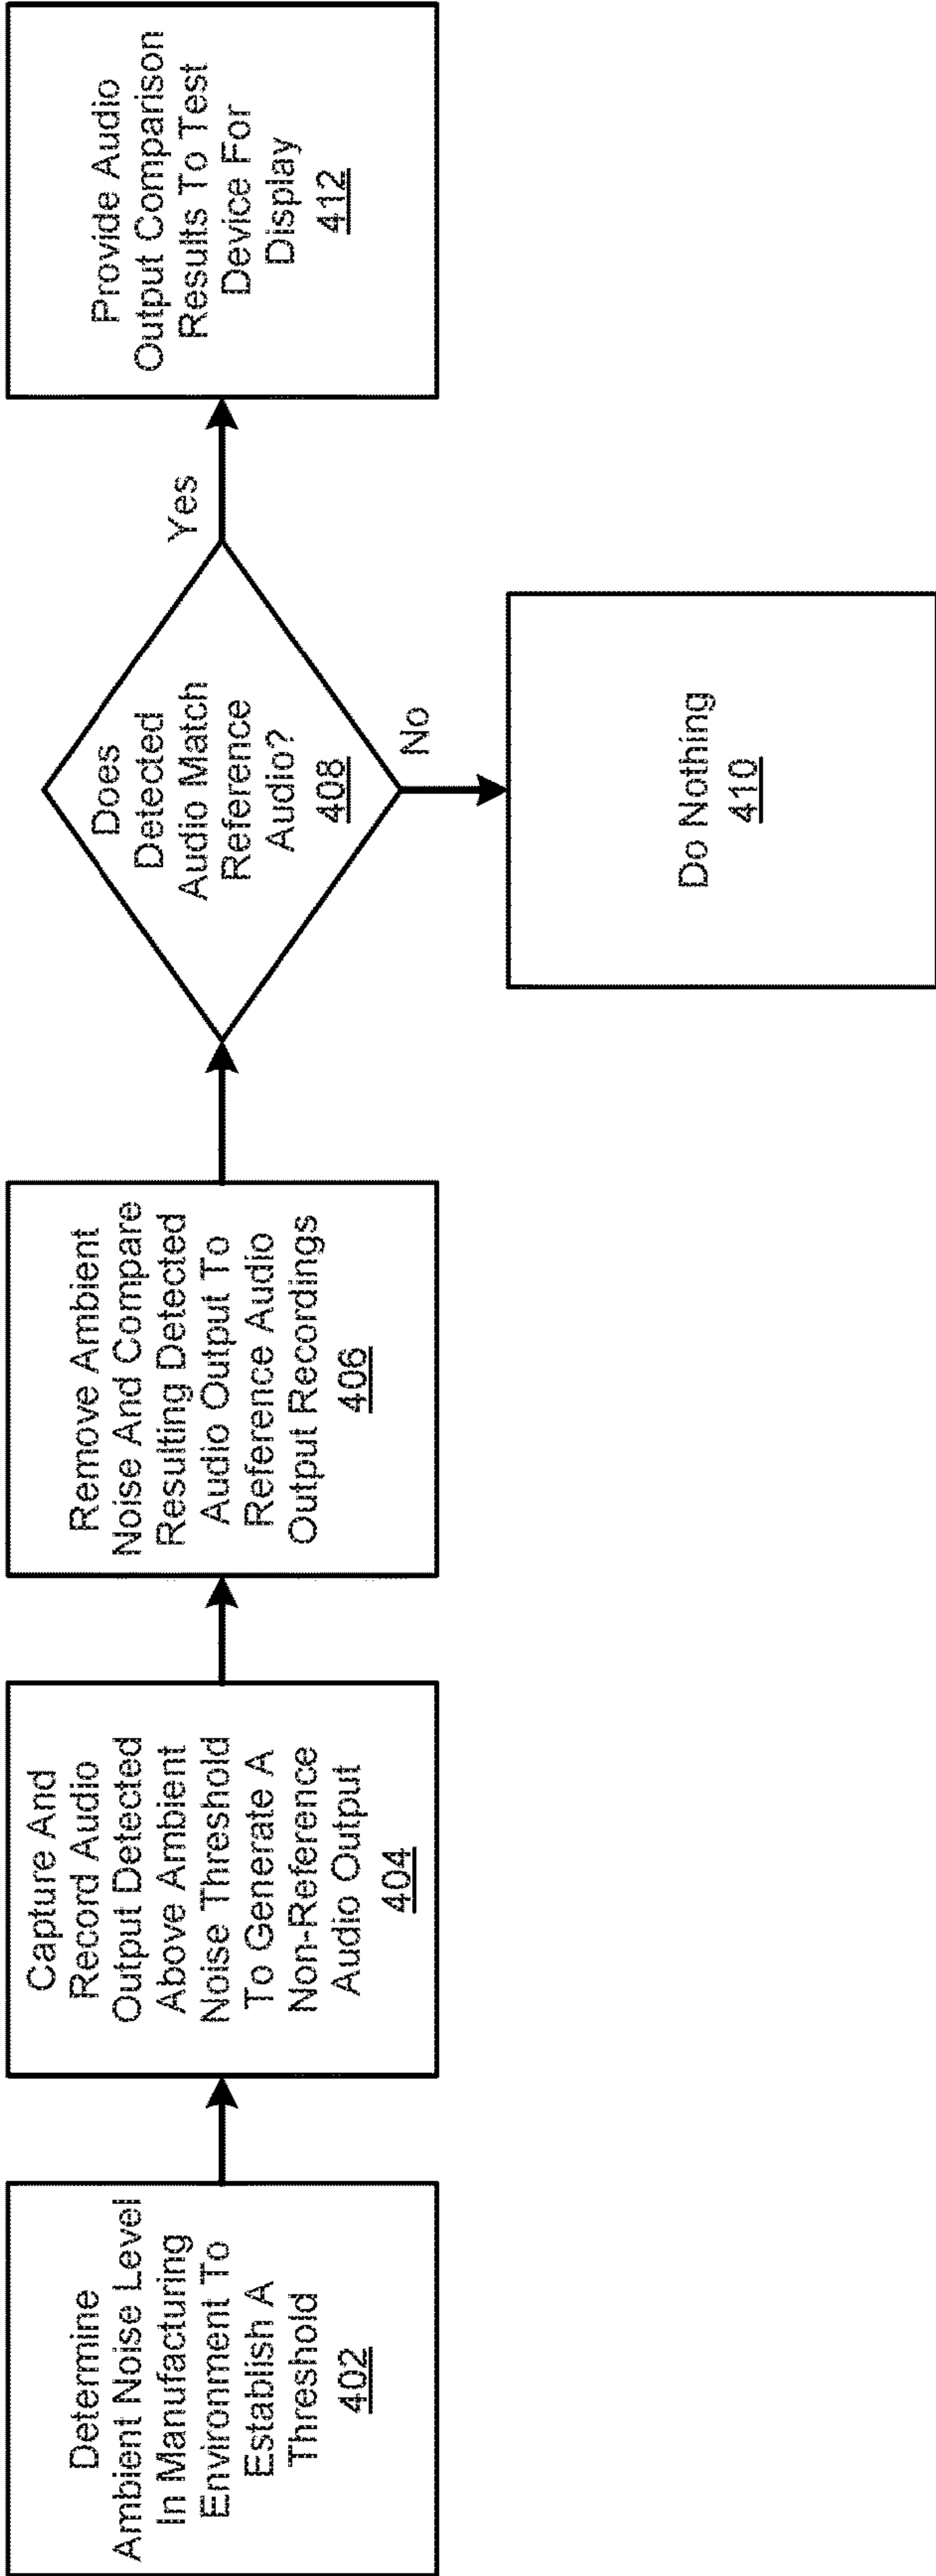 Determine
Ambient Noise Level
In Manufacturing
Environment To
Establish A
Threshold
402
Capture And
Record Audio
Output Detected
Above Ambient
Noise Threshold
To Generate A
Non-Reference
Audio Output
404
Remove Ambient
Noise And Compare
Resulting Detected
Audio Output To
Reference Audio
Output Recordings
406
Does
Detected
Audio Match
Reference
Audio?
408
Yes
No
Do Nothing
410
Provide Audio
Output Comparison
Results To Test
Device For
Display
412